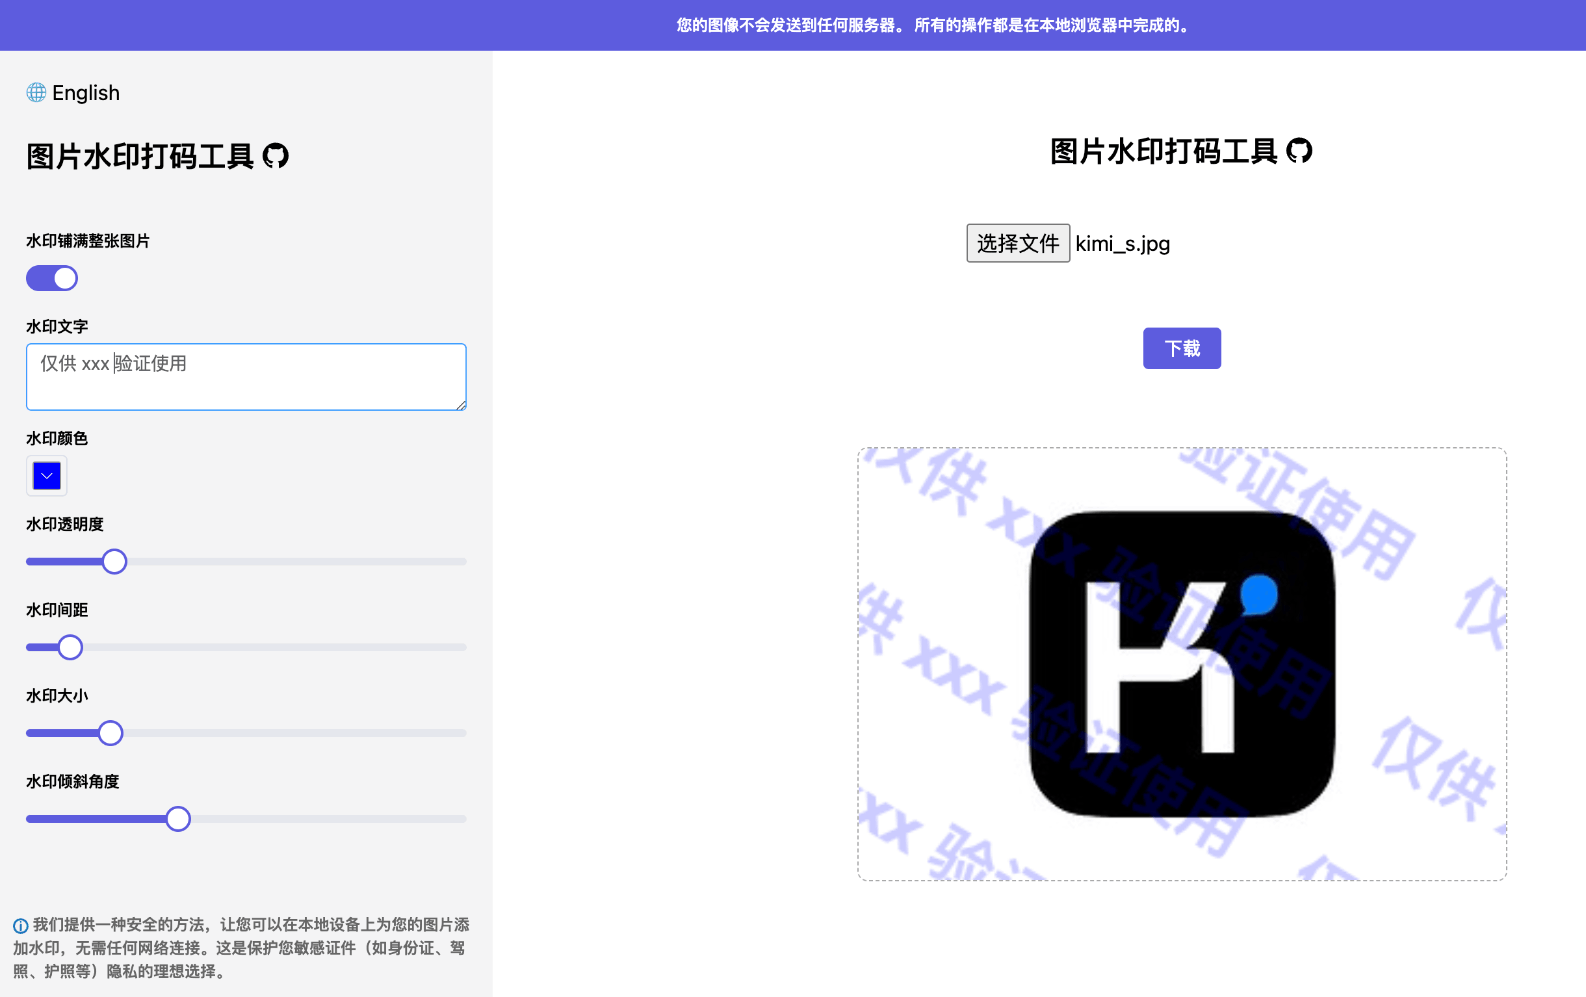 您的图像不会发送到任何服务器。 所有的操作都是在本地浏览器中完成的。
English
图片水印打码工具
水印铺满整张图片
水印文字
仅供 xxx 验证使用
水印颜色
水印透明度
水印间距
水印大小
水印倾斜角度
我们提供一种安全的方法，让您可以在本地设备上为您的图片添
加水印，无需任何网络连接。这是保护您敏感证件（如身份证、驾
照、护照等）隐私的理想选择。
图片水印打码工具
选择文件 kimi_s.jpg
下载
仅供 xxx 验证使用
验证使用
仅
供 xxx 验证使用
仅供 x
xx 验证
仅